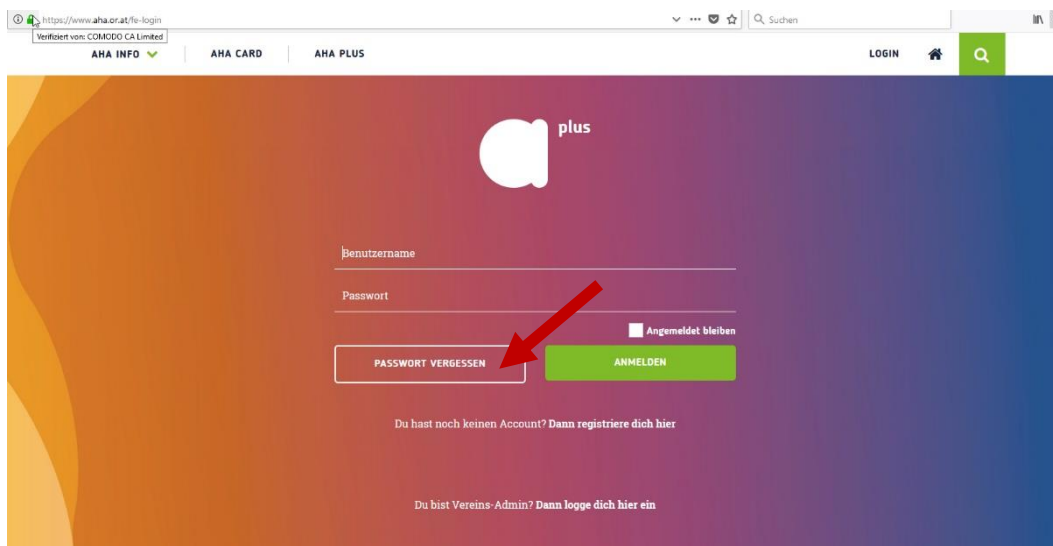 https://www.aha.or.at/fe-login
Suchen
Verifiziert von: COMODO CA Limited
AHA INFO
AHA CARD
AHA PLUS
LOGIN
plus
Benutzername
Passwort
Angemeldet bleiben
PASSWORT VERGESSEN
ANMELDEN
Du hast noch keinen Account? Dann registriere dich hier
Du bist Vereins-Admin? Dann logge dich hier ein